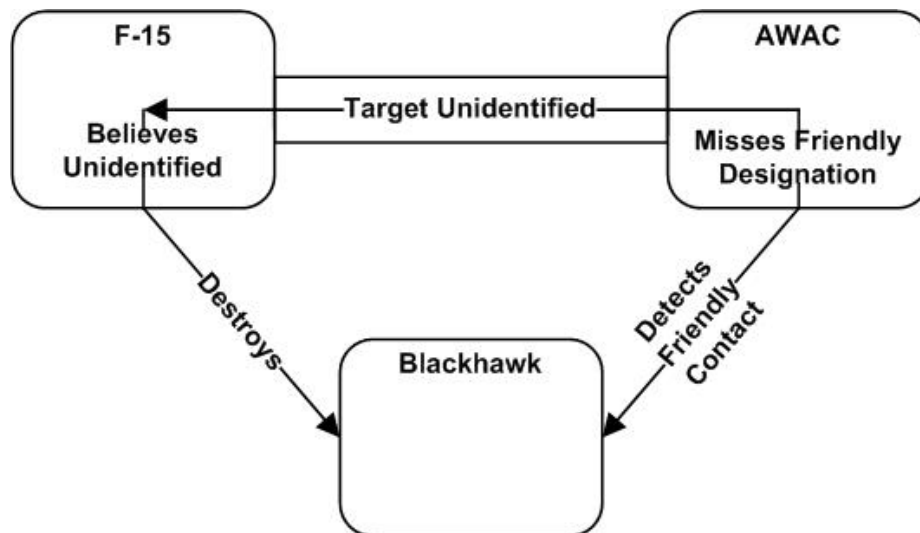 F-15
AWAC
Target Unidentified
Believes
Unidentified
Misses Friendly
Designation
Destroys
Detects
Friendly
Contact
Blackhawk